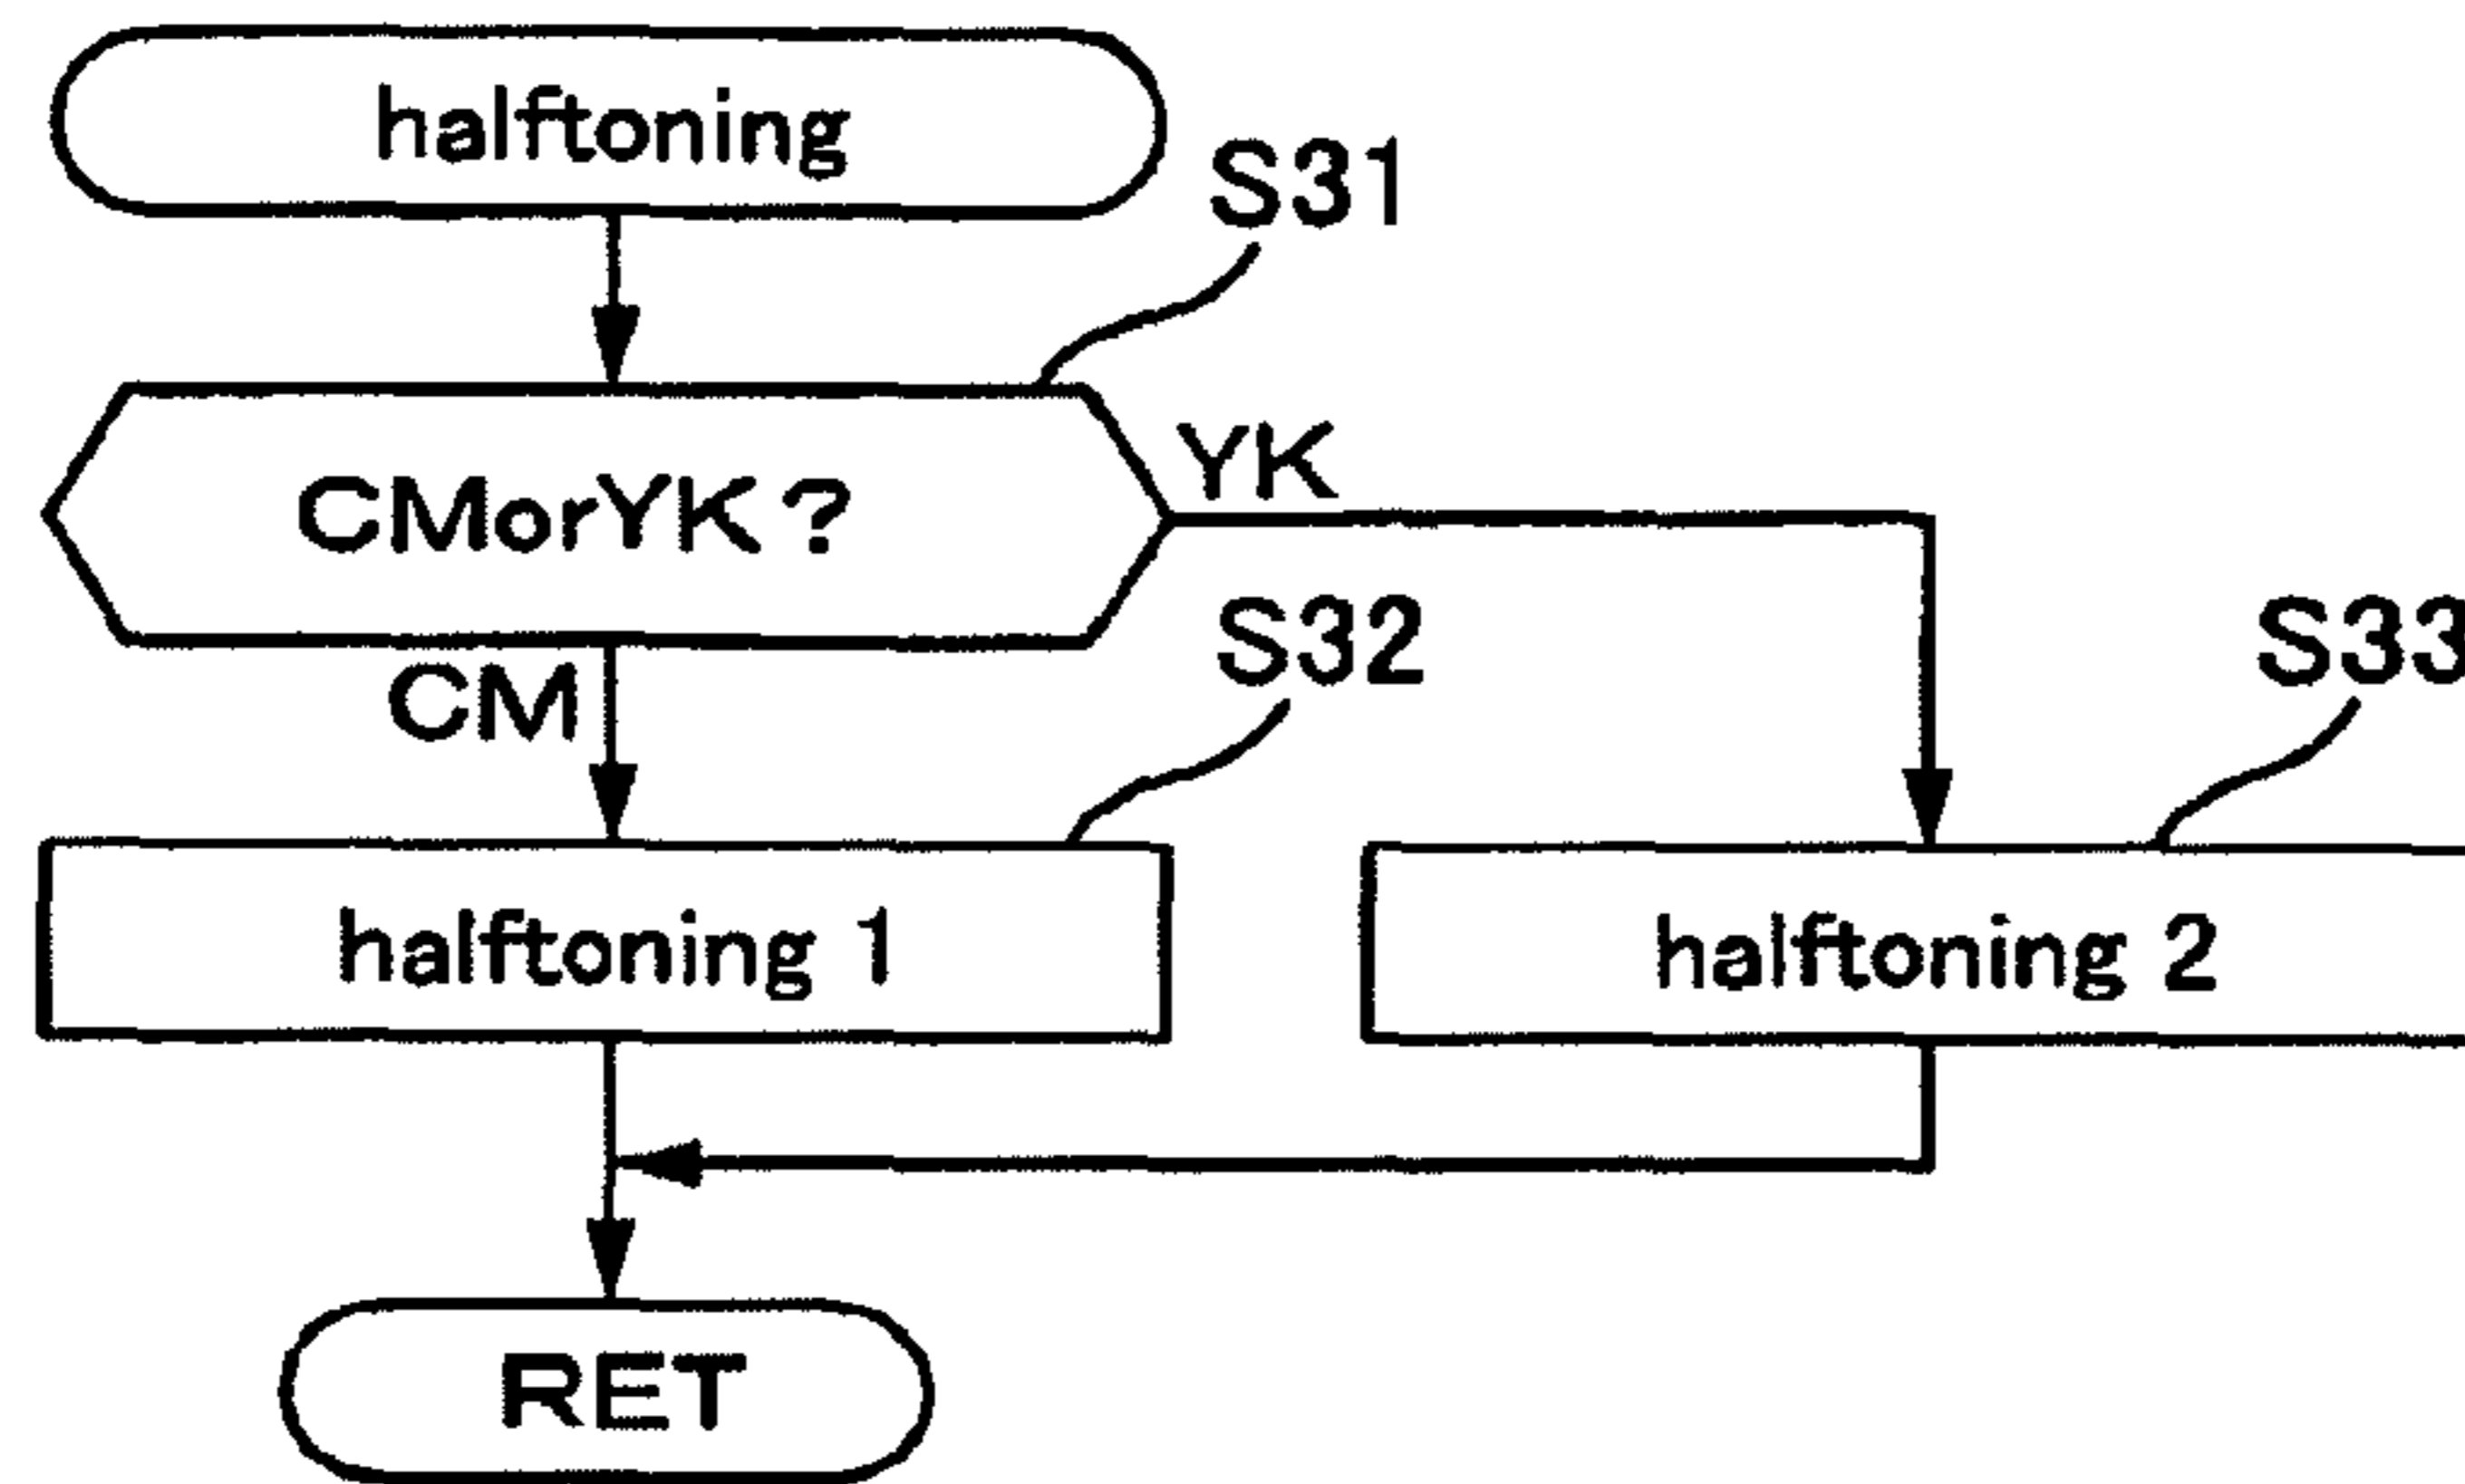 halftoning
S31
CMorYK ?
YK
CM
S32
S33
halftoning 1
halftoning 2
RET